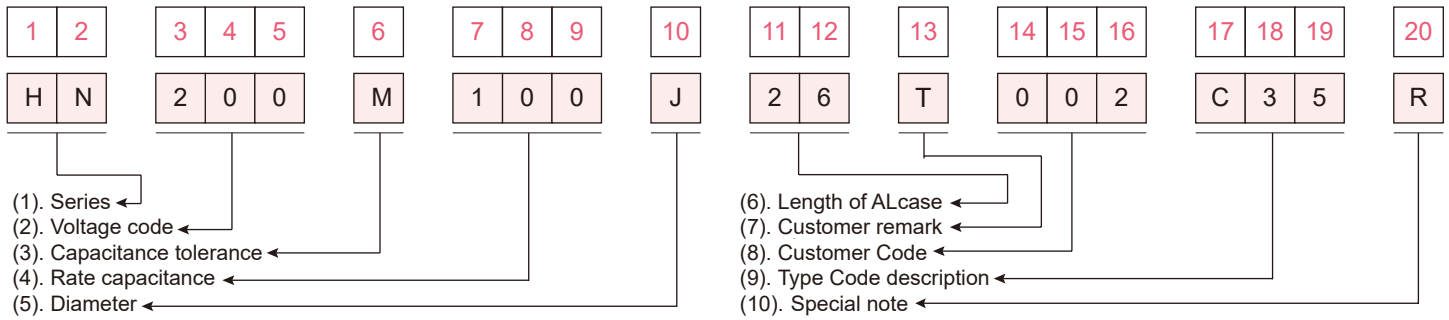 1 2 3 4 5 6 7 8 9 10 11 12 13 14 15 16 17 18 19 20
H N 2 0 0 M 1 0 0 J 2 6 T 0 0 2 C 3 5 R
(1). Series
(2). Voltage code
(3). Capacitance tolerance
(4). Rate capacitance
(5). Diameter
(6). Length of ALcase
(7). Customer remark
(8). Customer Code
(9). Type Code description
(10). Special note